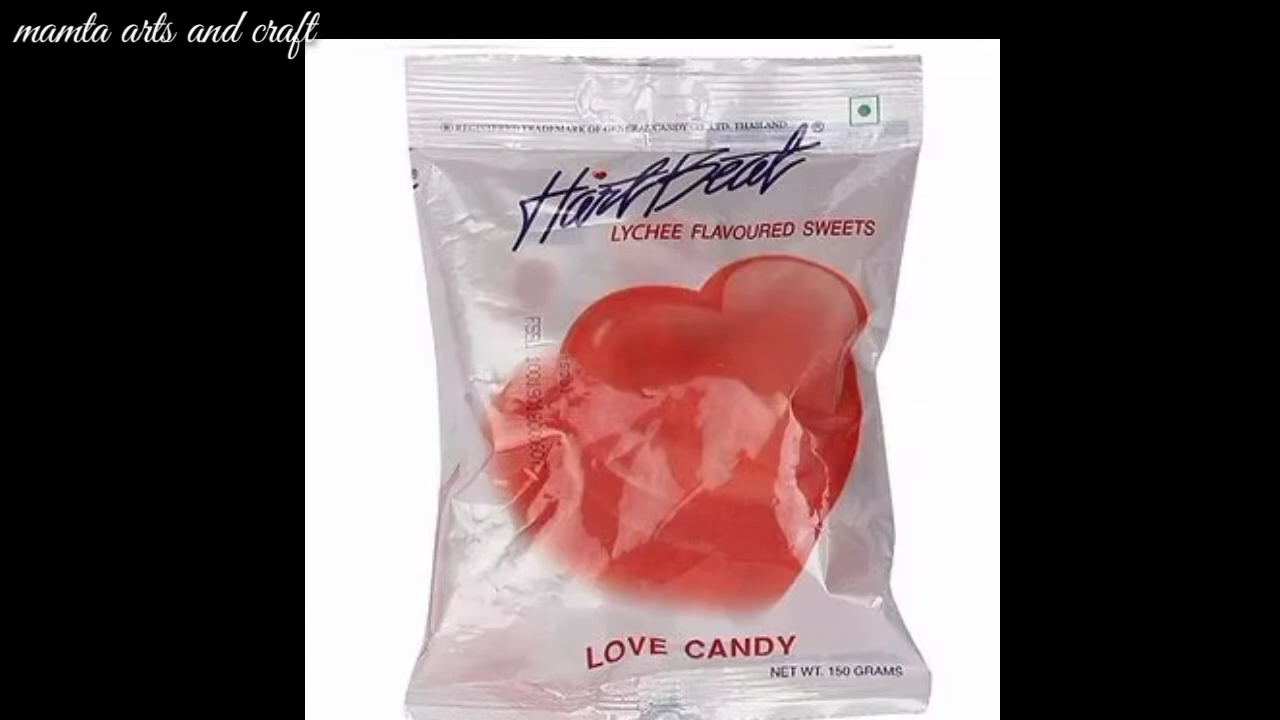 mamta arts and craft
® REGISTERED TRADEMARK OF GENERAL CANDY CO., LTD. THAILAND
HartBeat®
LYCHEE FLAVOURED SWEETS
LOVE CANDY
NET WT. 150 GRAMS